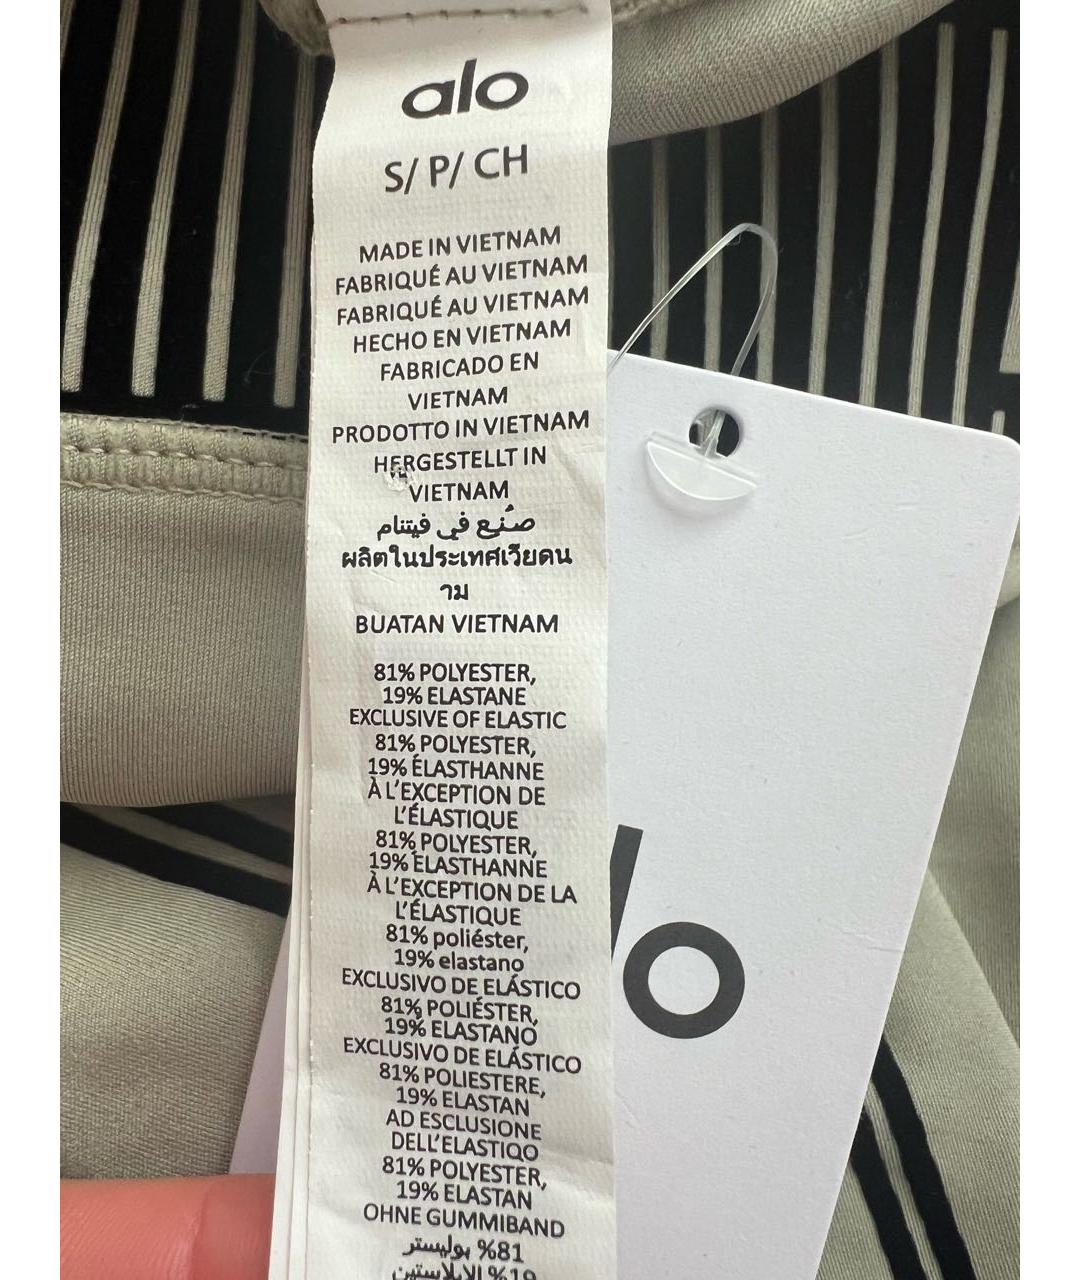 alo
S/ P/ CH
MADE IN VIETNAM
FABRIQUÉ AU VIETNAM
FABRIQUÉ AU VIETNAM
HECHO EN VIETNAM
FABRICADO EN
VIETNAM
PRODOTTO IN VIETNAM
HERGESTELLT IN
VIETNAM
صُنع في فيتنام
ผลิตในประเทศเวียดน
าม
BUATAN VIETNAM
81% POLYESTER,
19% ELASTANE
EXCLUSIVE OF ELASTIC
81% POLYESTER,
19% ÉLASTHANNE
À L'EXCEPTION DE
L'ÉLASTIQUE
81% POLYESTER,
19% ÉLASTHANNE
À L'EXCEPTION DE LA
L'ÉLASTIQUE
81% poliéster,
19% elastano
EXCLUSIVO DE ELÁSTICO
81% POLIÉSTER,
19% ELASTANO
EXCLUSIVO DE ELÁSTICO
81% POLIESTERE,
19% ELASTAN
AD ESCLUSIONE
DELL'ELASTIQO
81% POLYESTER,
19% ELASTAN
OHNE GUMMIBAND
81% بوليستر
19% الإيلاستين
lo